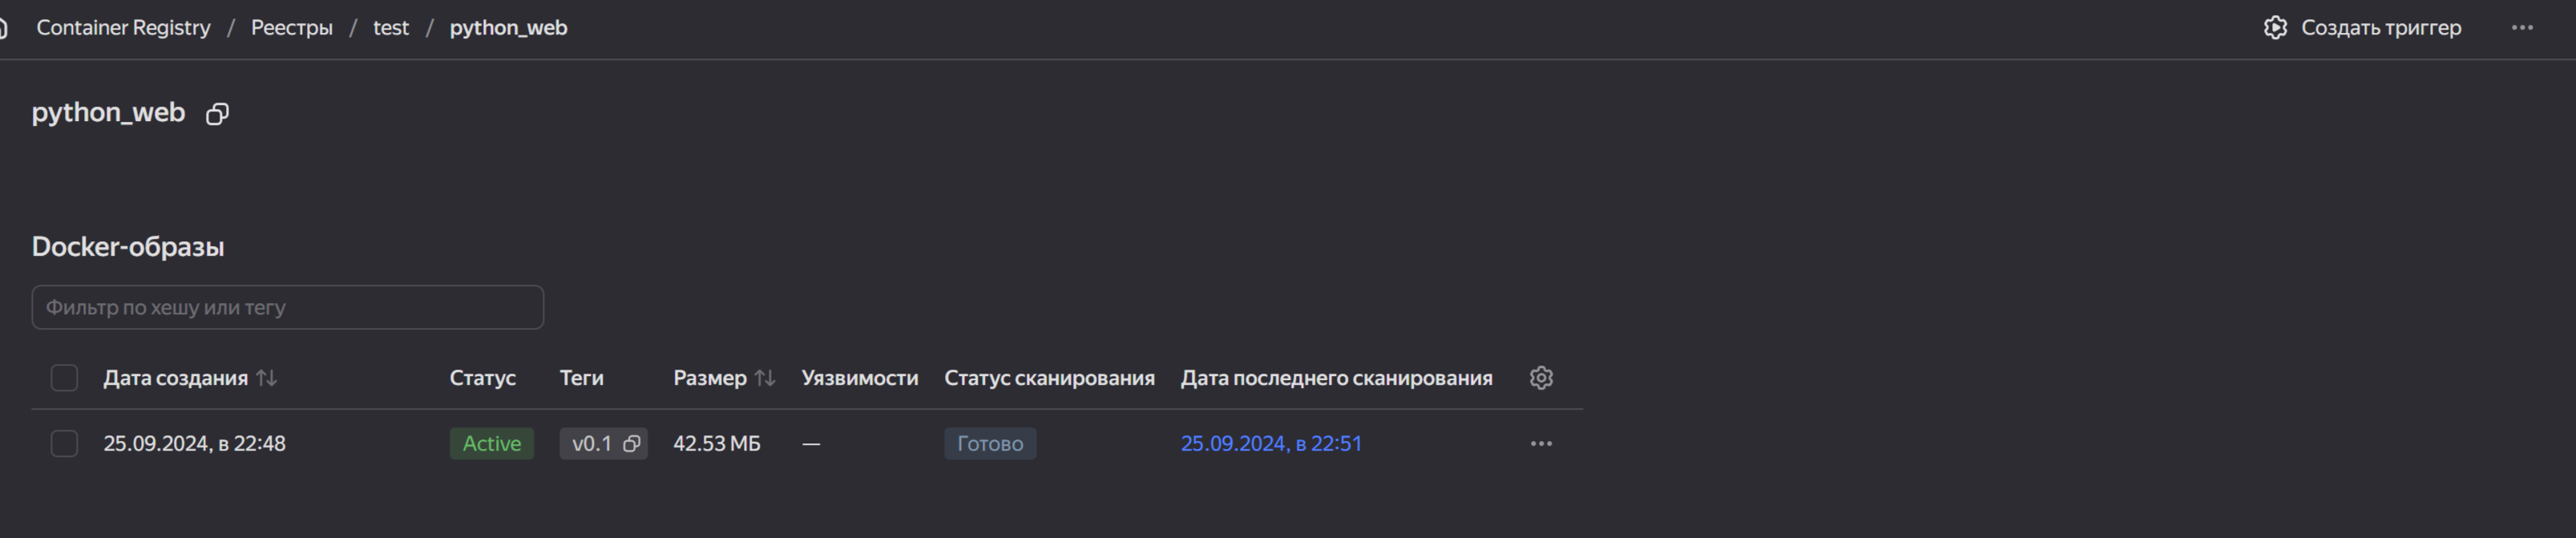 Container Registry / Реестры / test / python_web Создать триггер
python_web
Docker-образы
Фильтр по хешу или тегу
Дата создания Статус Теги Размер Уязвимости Статус сканирования Дата последнего сканирования
25.09.2024, в 22:48 Active v0.1 42.53 МБ — Готово 25.09.2024, в 22:51